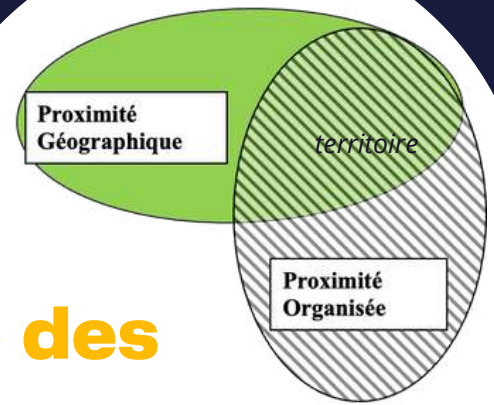 Proximité
Géographique
territoire
Proximité
Organisée
des